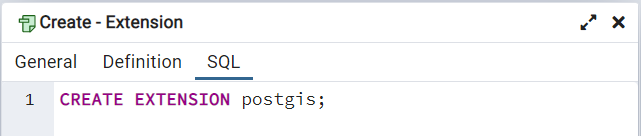 Create - Extension
General Definition SQL
1 CREATE EXTENSION postgis;